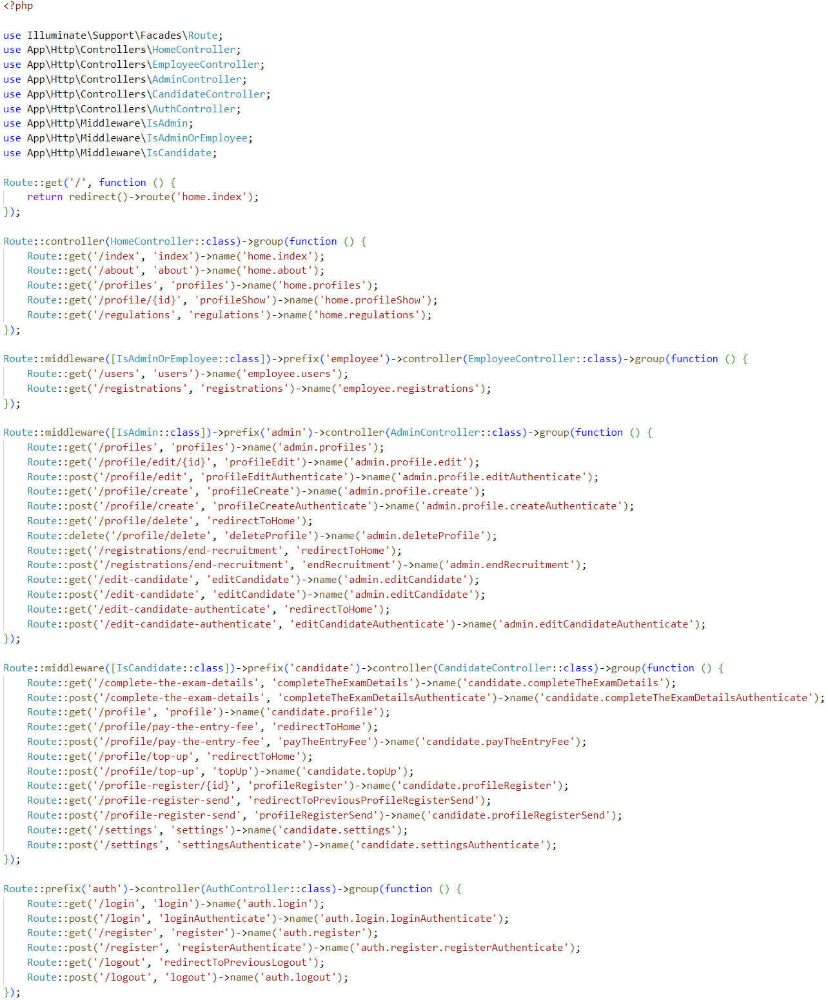 <?php
use Illuminate\Support\Facades\Route;
use App\Http\Controllers\HomeController;
use App\Http\Controllers\EmployeeController;
use App\Http\Controllers\AdminController;
use App\Http\Controllers\CandidateController;
use App\Http\Controllers\AuthController;
use App\Http\Middleware\IsAdmin;
use App\Http\Middleware\IsAdminOrEmployee;
use App\Http\Middleware\IsCandidate;
Route::get('/', function () {
    return redirect()->route('home.index');
});
Route::controller(HomeController::class)->group(function () {
    Route::get('/index', 'index')->name('home.index');
    Route::get('/about', 'about')->name('home.about');
    Route::get('/profiles', 'profiles')->name('home.profiles');
    Route::get('/profile/{id}', 'profileShow')->name('home.profileShow');
    Route::get('/regulations', 'regulations')->name('home.regulations');
});
Route::middleware([IsAdminOrEmployee::class])->prefix('employee')->controller(EmployeeController::class)->group(function () {
    Route::get('/users', 'users')->name('employee.users');
    Route::get('/registrations', 'registrations')->name('employee.registrations');
});
Route::middleware([IsAdmin::class])->prefix('admin')->controller(AdminController::class)->group(function () {
    Route::get('/profiles', 'profiles')->name('admin.profiles');
    Route::get('/profile/edit/{id}', 'profileEdit')->name('admin.profile.edit');
    Route::post('/profile/edit', 'profileEditAuthenticate')->name('admin.profile.editAuthenticate');
    Route::get('/profile/create', 'profileCreate')->name('admin.profile.create');
    Route::post('/profile/create', 'profileCreateAuthenticate')->name('admin.profile.createAuthenticate');
    Route::get('/profile/delete', 'redirectToHome');
    Route::delete('/profile/delete', 'deleteProfile')->name('admin.deleteProfile');
    Route::get('/registrations/end-recruitment', 'redirectToHome');
    Route::post('/registrations/end-recruitment', 'endRecruitment')->name('admin.endRecruitment');
    Route::get('/edit-candidate', 'editCandidate')->name('admin.editCandidate');
    Route::post('/edit-candidate', 'editCandidate')->name('admin.editCandidate');
    Route::get('/edit-candidate-authenticate', 'redirectToHome');
    Route::post('/edit-candidate-authenticate', 'editCandidateAuthenticate')->name('admin.editCandidateAuthenticate');
});
Route::middleware([IsCandidate::class])->prefix('candidate')->controller(CandidateController::class)->group(function () {
    Route::get('/complete-the-exam-details', 'completeTheExamDetails')->name('candidate.completeTheExamDetails');
    Route::post('/complete-the-exam-details', 'completeTheExamDetailsAuthenticate')->name('candidate.completeTheExamDetailsAuthenticate');
    Route::get('/profile', 'profile')->name('candidate.profile');
    Route::get('/profile/pay-the-entry-fee', 'redirectToHome');
    Route::post('/profile/pay-the-entry-fee', 'payTheEntryFee')->name('candidate.payTheEntryFee');
    Route::get('/profile/top-up', 'redirectToHome');
    Route::post('/profile/top-up', 'topUp')->name('candidate.topUp');
    Route::get('/profile-register/{id}', 'profileRegister')->name('candidate.profileRegister');
    Route::get('/profile-register-send', 'redirectToPreviousProfileRegisterSend');
    Route::post('/profile-register-send', 'profileRegisterSend')->name('candidate.profileRegisterSend');
    Route::get('/settings', 'settings')->name('candidate.settings');
    Route::post('/settings', 'settingsAuthenticate')->name('candidate.settingsAuthenticate');
});
Route::prefix('auth')->controller(AuthController::class)->group(function () {
    Route::get('/login', 'login')->name('auth.login');
    Route::post('/login', 'loginAuthenticate')->name('auth.login.loginAuthenticate');
    Route::get('/register', 'register')->name('auth.register');
    Route::post('/register', 'registerAuthenticate')->name('auth.register.registerAuthenticate');
    Route::get('/logout', 'redirectToPreviousLogout');
    Route::post('/logout', 'logout')->name('auth.logout');
});